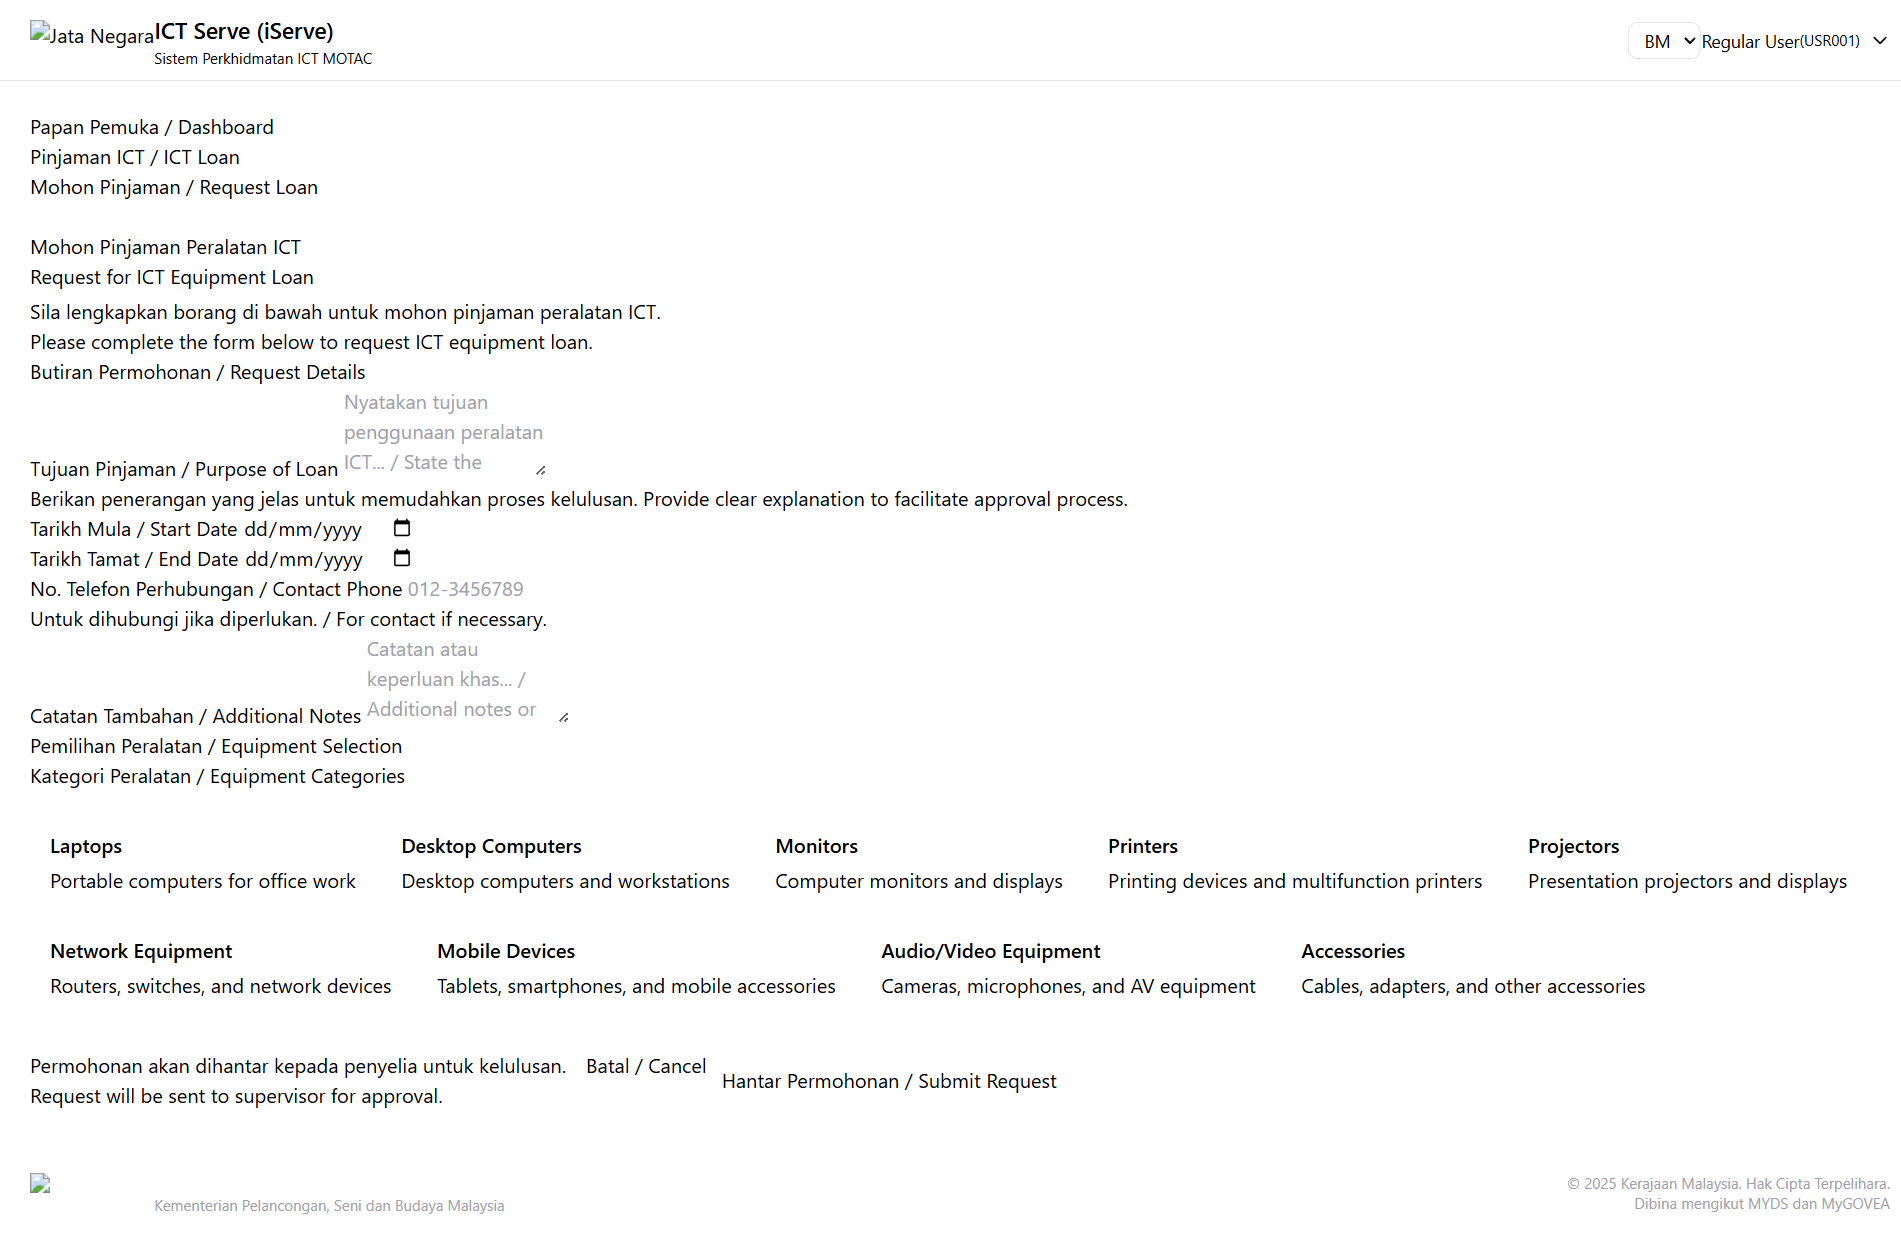 Jata Negara
ICT Serve (iServe)
Sistem Perkhidmatan ICT MOTAC
BM
Regular User(USR001)
Papan Pemuka / Dashboard
Pinjaman ICT / ICT Loan
Mohon Pinjaman / Request Loan
Mohon Pinjaman Peralatan ICT
Request for ICT Equipment Loan
Sila lengkapkan borang di bawah untuk mohon pinjaman peralatan ICT.
Please complete the form below to request ICT equipment loan.
Butiran Permohonan / Request Details
Nyatakan tujuan
penggunaan peralatan
ICT... / State the
Tujuan Pinjaman / Purpose of Loan
Berikan penerangan yang jelas untuk memudahkan proses kelulusan. Provide clear explanation to facilitate approval process.
Tarikh Mula / Start Date dd/mm/yyyy
Tarikh Tamat / End Date dd/mm/yyyy
No. Telefon Perhubungan / Contact Phone 012-3456789
Untuk dihubungi jika diperlukan. / For contact if necessary.
Catatan atau
keperluan khas... /
Additional notes or
Catatan Tambahan / Additional Notes
Pemilihan Peralatan / Equipment Selection
Kategori Peralatan / Equipment Categories
Laptops
Portable computers for office work
Desktop Computers
Desktop computers and workstations
Monitors
Computer monitors and displays
Printers
Printing devices and multifunction printers
Projectors
Presentation projectors and displays
Network Equipment
Routers, switches, and network devices
Mobile Devices
Tablets, smartphones, and mobile accessories
Audio/Video Equipment
Cameras, microphones, and AV equipment
Accessories
Cables, adapters, and other accessories
Permohonan akan dihantar kepada penyelia untuk kelulusan.
Request will be sent to supervisor for approval.
Batal / Cancel
Hantar Permohonan / Submit Request
Kementerian Pelancongan, Seni dan Budaya Malaysia
© 2025 Kerajaan Malaysia. Hak Cipta Terpelihara.
Dibina mengikut MYDS dan MyGOVEA